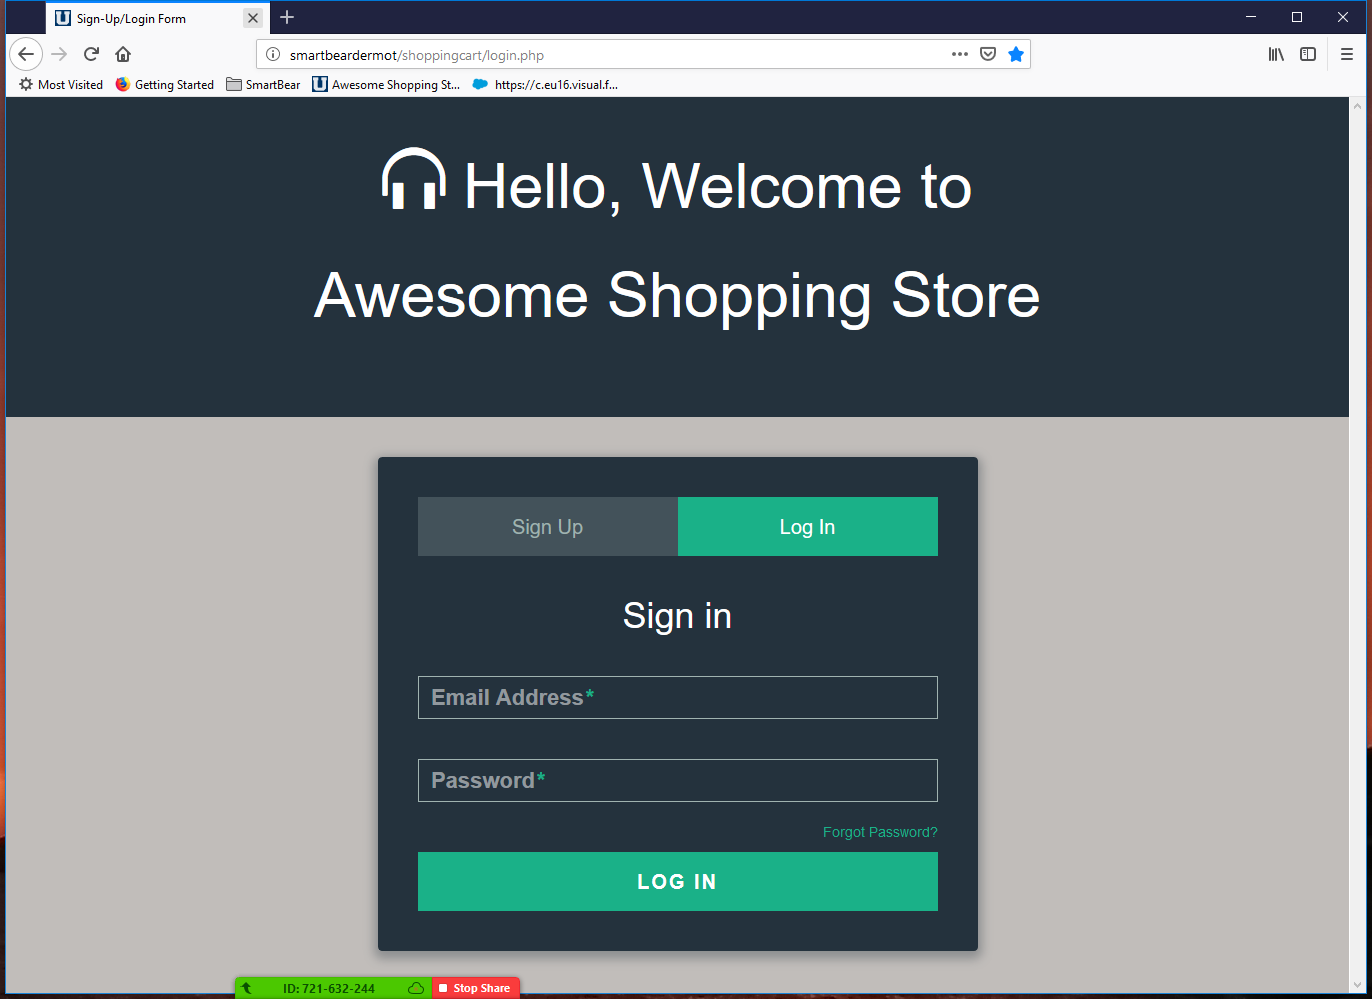 Sign-Up/Login Form
smartbeardermot/shoppingcart/login.php
Most Visited Getting Started SmartBear Awesome Shopping St... https://c.eu16.visual.f...
Hello, Welcome to
Awesome Shopping Store
Sign Up Log In
Sign in
Email Address*
Password*
Forgot Password?
LOG IN
ID: 721-632-244 Stop Share